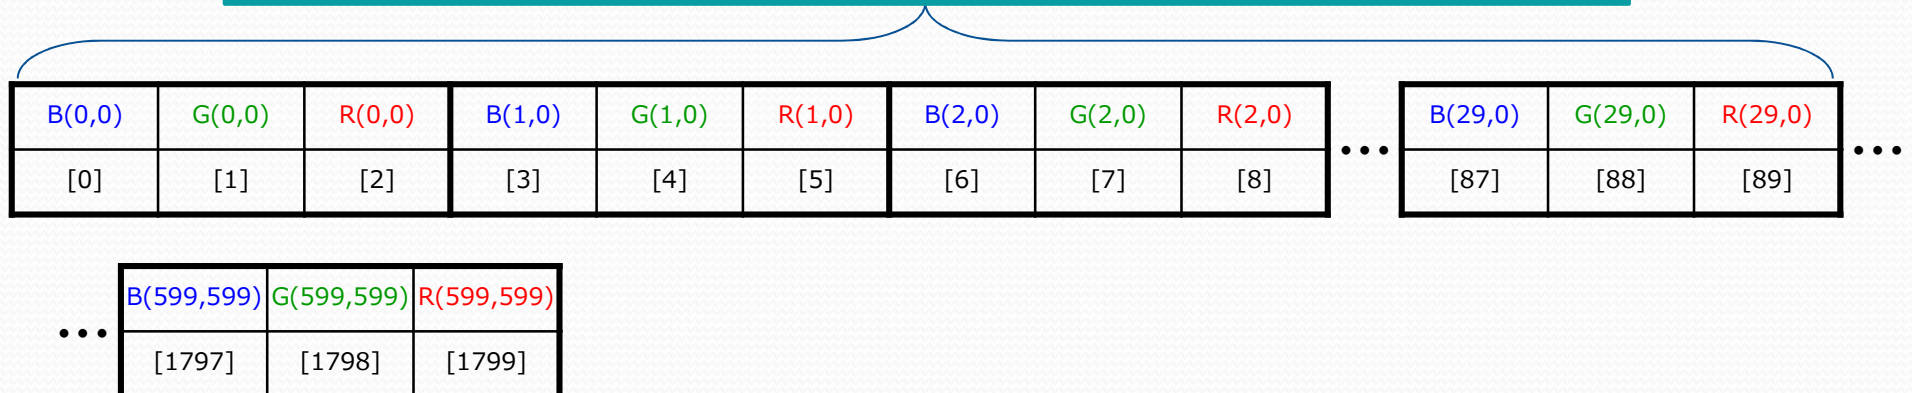 B(0,0) G(0,0) R(0,0) B(1,0) G(1,0) R(1,0) B(2,0) G(2,0) R(2,0) ... B(29,0) G(29,0) R(29,0) ...
[0] [1] [2] [3] [4] [5] [6] [7] [8] [87] [88] [89]
... B(599,599) G(599,599) R(599,599)
[1797] [1798] [1799]